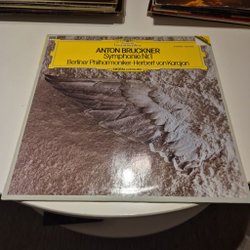 ANTON BRUCKNER
Symphonie Nr.1
Berliner Philharmoniker · Herbert von Karajan